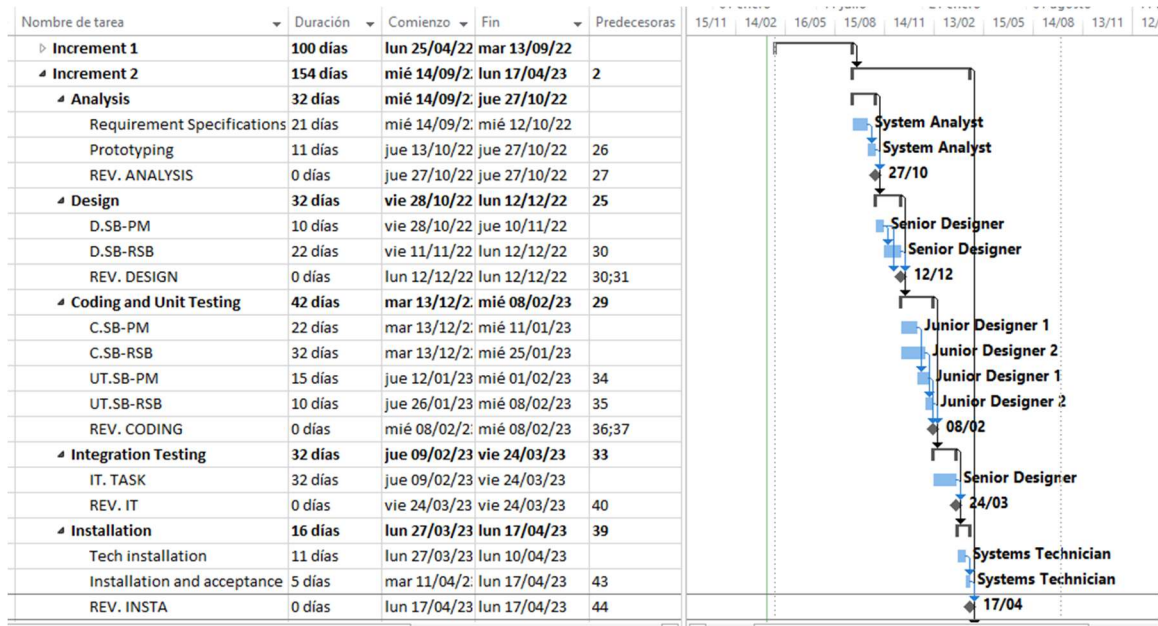 Nombre de tarea Duración Comienzo Fin Predecesoras 15/11 14/02 16/05 15/08 14/11 13/02 15/05 14/08 13/11 12/
Increment 1 100 días lun 25/04/22 mar 13/09/22
Increment 2 154 días mié 14/09/2 lun 17/04/23 2
Analysis 32 días mié 14/09/2 jue 27/10/22
Requirement Specifications 21 días mié 14/09/2 mié 12/10/22 System Analyst
Prototyping 11 días jue 13/10/22 jue 27/10/22 26 System Analyst
REV. ANALYSIS 0 días jue 27/10/22 jue 27/10/22 27 27/10
Design 32 días vie 28/10/22 lun 12/12/22 25
D.SB-PM 10 días vie 28/10/22 jue 10/11/22 Senior Designer
D.SB-RSB 22 días vie 11/11/22 lun 12/12/22 30 Senior Designer
REV. DESIGN 0 días lun 12/12/22 lun 12/12/22 30;31 12/12
Coding and Unit Testing 42 días mar 13/12/2 mié 08/02/23 29
C.SB-PM 22 días mar 13/12/2 mié 11/01/23 Junior Designer 1
C.SB-RSB 32 días mar 13/12/2 mié 25/01/23 Junior Designer 2
UT.SB-PM 15 días jue 12/01/23 mié 01/02/23 34 Junior Designer 1
UT.SB-RSB 10 días jue 26/01/23 mié 08/02/23 35 Junior Designer 2
REV. CODING 0 días mié 08/02/2 mié 08/02/23 36;37 08/02
Integration Testing 32 días jue 09/02/23 vie 24/03/23 33
IT. TASK 32 días jue 09/02/23 vie 24/03/23 Senior Designer
REV. IT 0 días vie 24/03/23 vie 24/03/23 40 24/03
Installation 16 días lun 27/03/23 lun 17/04/23 39
Tech installation 11 días lun 27/03/23 lun 10/04/23 Systems Technician
Installation and acceptance 5 días mar 11/04/2 lun 17/04/23 43 Systems Technician
REV. INSTA 0 días lun 17/04/23 lun 17/04/23 44 17/04